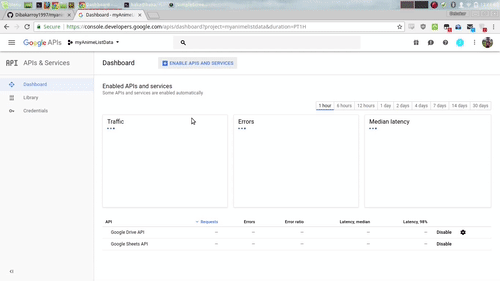 Dibakarroy1997/myani
Dashboard - myAnimeListData
Secure
https://console.developers.google.com/apis/dashboard?project=myanimelistdata&duration=PT1H
Google APIs
myAnimeListData
API
APIs & Services
Dashboard
ENABLE APIS AND SERVICES
Dashboard
Library
Credentials
Enabled APIs and services
Some APIs and services are enabled automatically
1 hour
6 hours
12 hours
1 day
2 days
4 days
7 days
14 days
30 days
Traffic
Errors
Median latency
API
Requests
Errors
Error ratio
Latency, median
Latency, 98%
Google Drive API
Disable
Google Sheets API
Disable